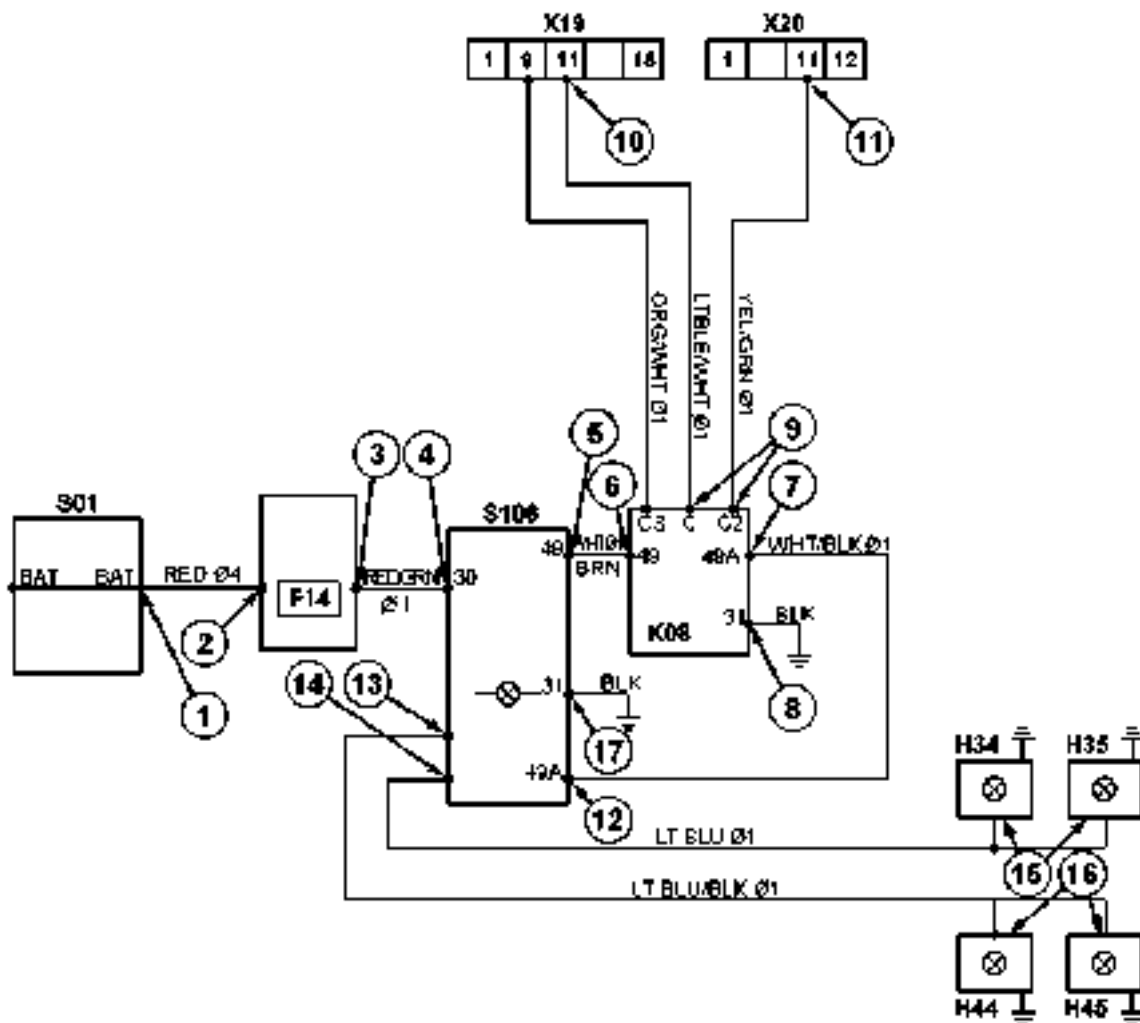 X19
X20
1 9 11 15
1 11 12
10
11
ORG/WHT Ø1
LTBLE/WHT Ø1
YEL/GRN Ø1
3
4
5
6
9
7
S01
S106
C3 C C2
BAT BAT
RED Ø4
F14
RED GRN
Ø1
30
49
BRN
49
49A
WHT/BLK Ø1
31
BLK
K08
2
1
14
13
31
BLK
17
8
H34
H35
49A
12
LT BLU Ø1
15
16
LT BLU/BLK Ø1
H44
H45